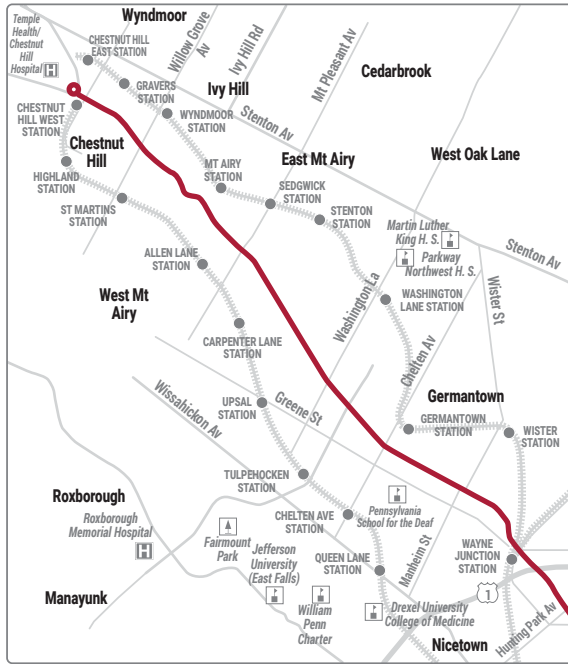 Wyndmoor
Temple
Health/
Chestnut
Hill
Hospital
H
CHESTNUT HILL
EAST STATION
Willow Grove
Av
Ivy Hill Rd
Mt Pleasant Av
GRAVERS
STATION
Ivy Hill
Cedarbrook
CHESTNUT
HILL WEST
STATION
WYNDMOOR
STATION
Stenton Av
Chestnut
Hill
HIGHLAND
STATION
MT AIRY
STATION
East Mt Airy
West Oak Lane
SEDGWICK
STATION
ST MARTINS
STATION
STENTON
STATION
Martin Luther
King H. S.
Parkway
Northwest H. S.
Stenton Av
ALLEN LANE
STATION
West Mt
Airy
Washington La
WASHINGTON
LANE STATION
Wister St
CARPENTER LANE
STATION
Chelten Av
Wissahickon Av
UPSAL
STATION
Greene St
Germantown
GERMANTOWN
STATION
WISTER
STATION
TULPEHOCKEN
STATION
Roxborough
Roxborough
Memorial Hospital
H
CHELTEN AVE
STATION
Pennsylvania
School for the Deaf
Fairmount
Park
Jefferson
University
(East Falls)
QUEEN LANE
STATION
Manheim St
WAYNE
JUNCTION
STATION
1
Manayunk
William
Penn
Charter
Drexel University
College of Medicine
Hunting Park Av
Nicetown